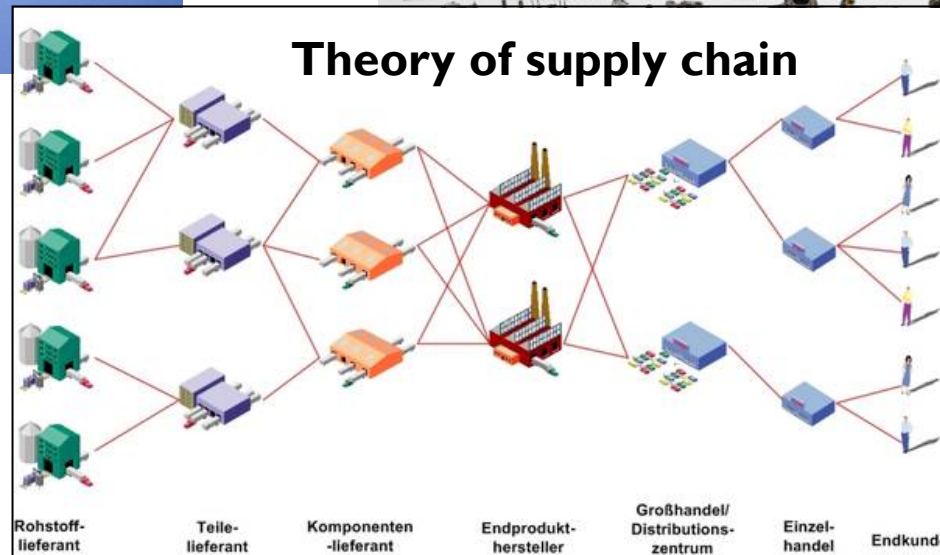 Theory of supply chain
Rohstoff-
lieferant
Teile-
lieferant
Komponenten
-lieferant
Endprodukt-
hersteller
Großhandel/
Distributions-
zentrum
Einzel-
handel
Endkund